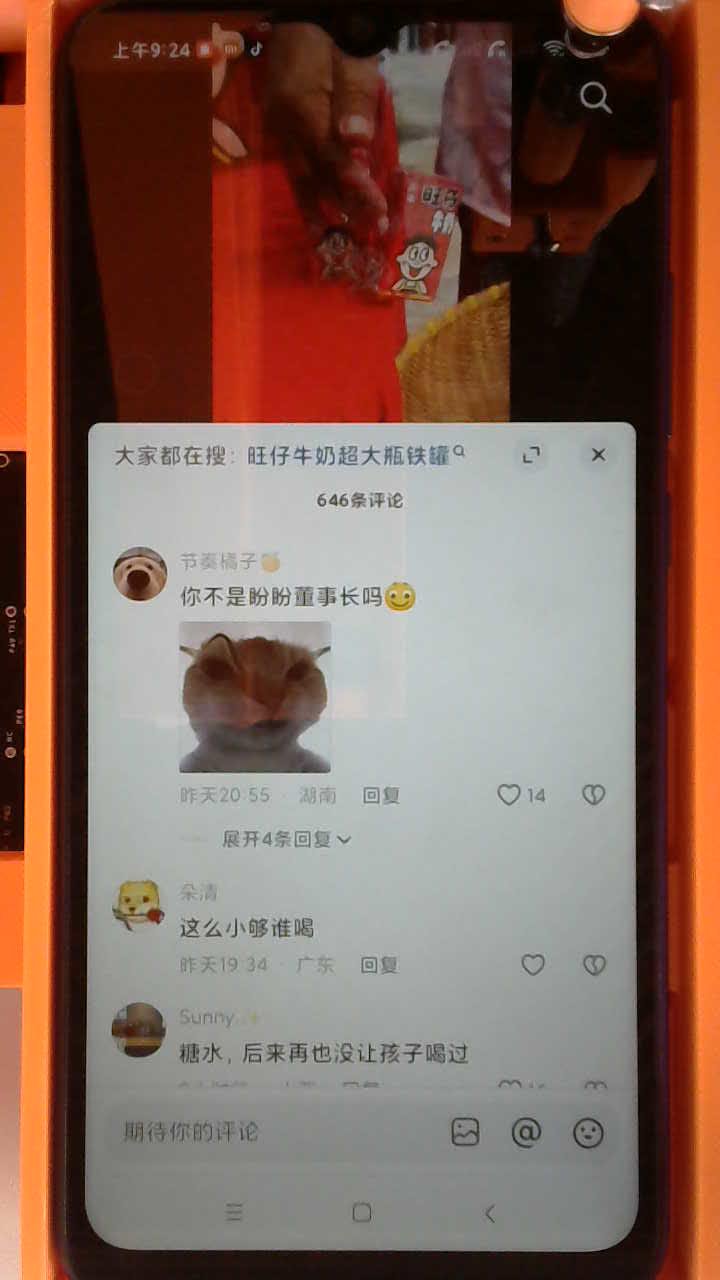 上午9:24
旺仔
大家都在搜：旺仔牛奶超大瓶铁罐
646条评论
节奏橘子
你不是盼盼董事长吗
昨天20:55 · 湖南 回复
14
展开4条回复
朵清
这么小够谁喝
昨天19:34 · 广东 回复
Sunny
糖水，后来再也没让孩子喝过
期待你的评论
@